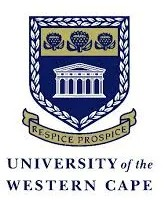 RESPICE PROSPICE
UNIVERSITY of the
WESTERN CAPE